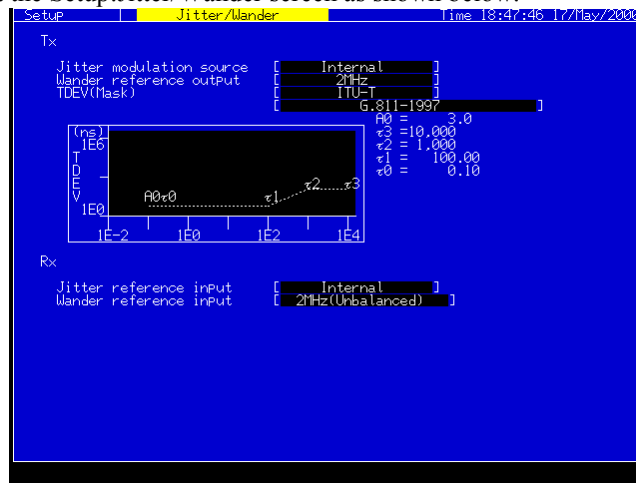 the Setup:Jitter/Wander screen as shown below.
Setup Jitter/Wander Time 18:47:46 17/May/2000
Tx
Jitter modulation source [ Internal ]
Wander reference output [ 2MHz ]
TDEV(Mask) [ ITU-T ]
[ G.811-1997 ]
A0 = 3.0
τ3 =10,000
τ2 = 1,000
τ1 = 100.00
τ0 = 0.10
(ns)
1E6
TDEV
A0τ0 τ1 τ2 τ3
1E0
1E-2 1E0 1E2 1E4
Rx
Jitter reference input [ Internal ]
Wander reference input [ 2MHz(Unbalanced) ]